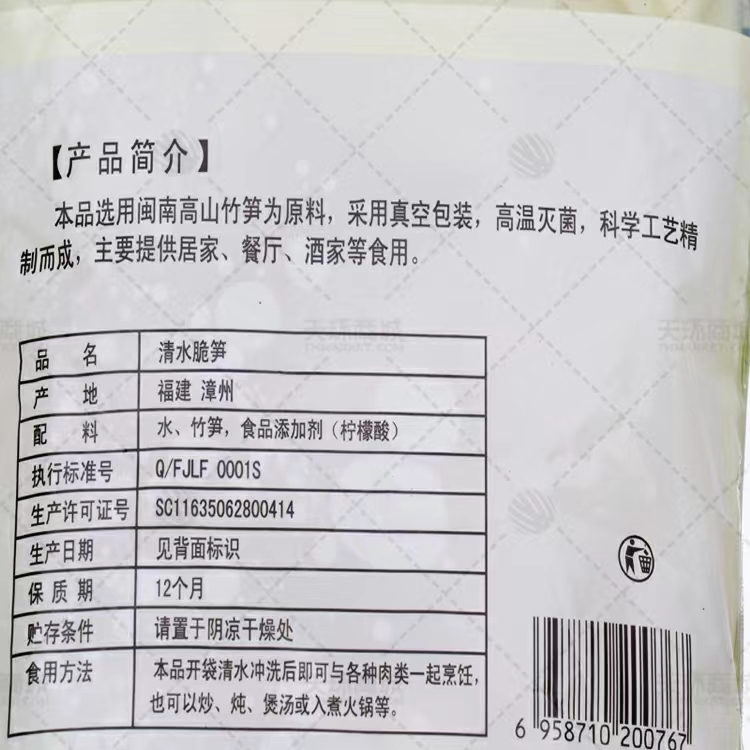 【产品简介】
本品选用闽南高山竹笋为原料，采用真空包装，高温灭菌，科学工艺精
制而成，主要提供居家、餐厅、酒家等食用。
品 名 清水脆笋
产 地 福建 漳州
配 料 水、竹笋，食品添加剂（柠檬酸）
执行标准号 Q/FJLF 0001S
生产许可证号 SC11635062800414
生产日期 见背面标识
保质期 12个月
贮存条件 请置于阴凉干燥处
食用方法 本品开袋清水冲洗后即可与各种肉类一起烹饪，
也可以炒、炖、煲汤或入煮火锅等。
6 958710 200767